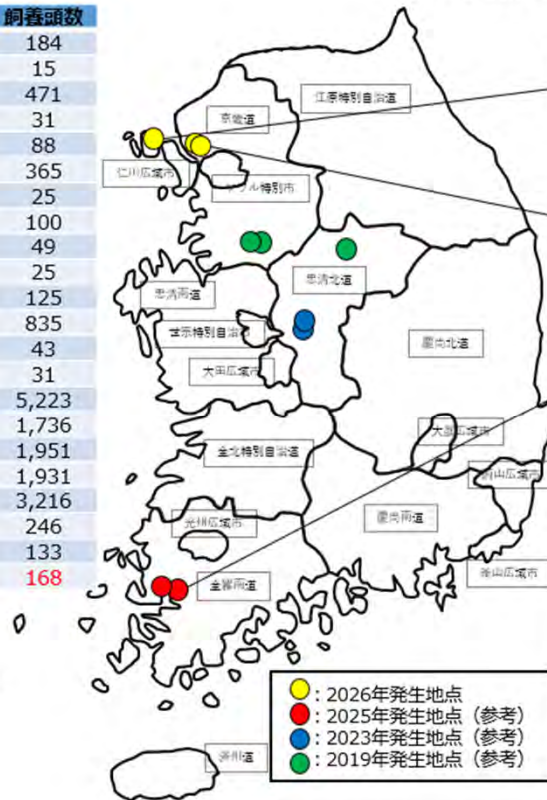 飼養頭数
184
15
471
31
88
365
25
100
49
25
125
835
43
31
5,223
1,736
1,951
1,931
3,216
246
133
168
江原特別自治道
京畿道
仁川広域市
ソウル特別市
忠清北道
忠清南道
世宗特別自治市
慶尚北道
大田広域市
大邱広域市
全北特別自治道
蔚山広域市
光州広域市
慶尚南道
釜山広域市
全羅南道
済州道
:2026年発生地点
:2025年発生地点(参考)
:2023年発生地点(参考)
:2019年発生地点(参考)